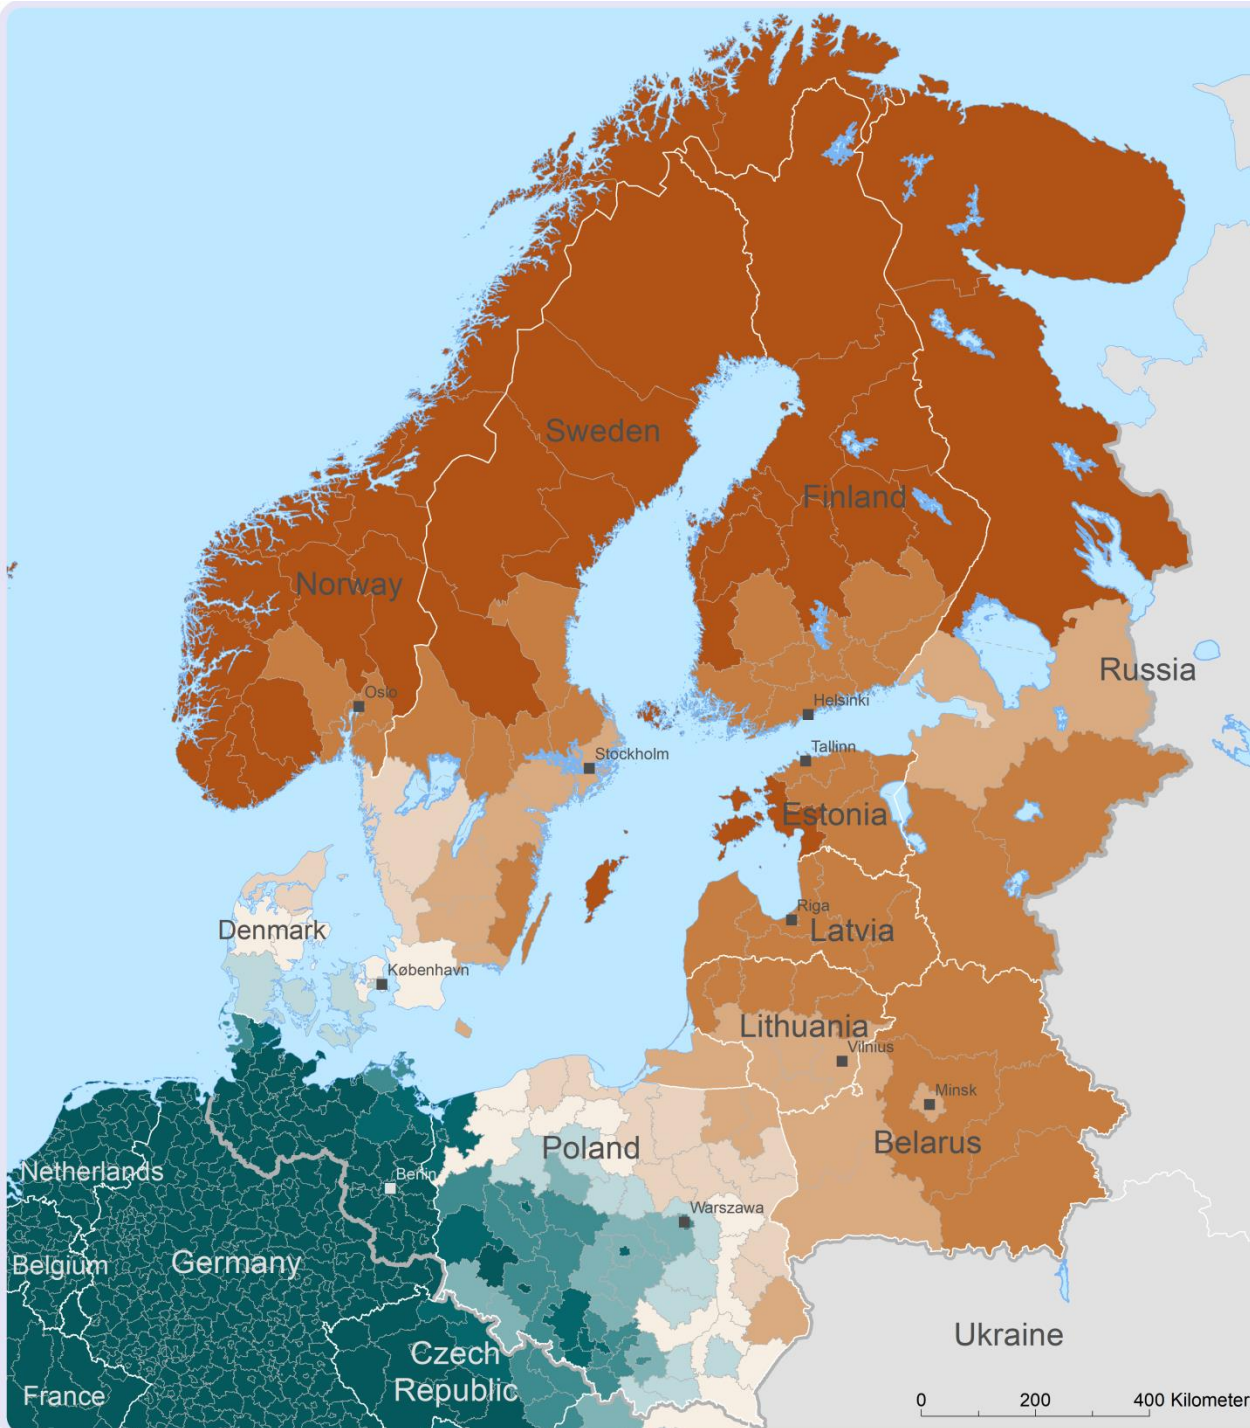 Sweden
Finland
Norway
Russia
Oslo
Helsinki
Stockholm
Tallinn
Estonia
Riga
Latvia
Denmark
København
Lithuania
Vilnius
Minsk
Belarus
Poland
Netherlands
Berlin
Warszawa
Belgium
Germany
Ukraine
Czech
Republic
France
0 200 400 Kilometer